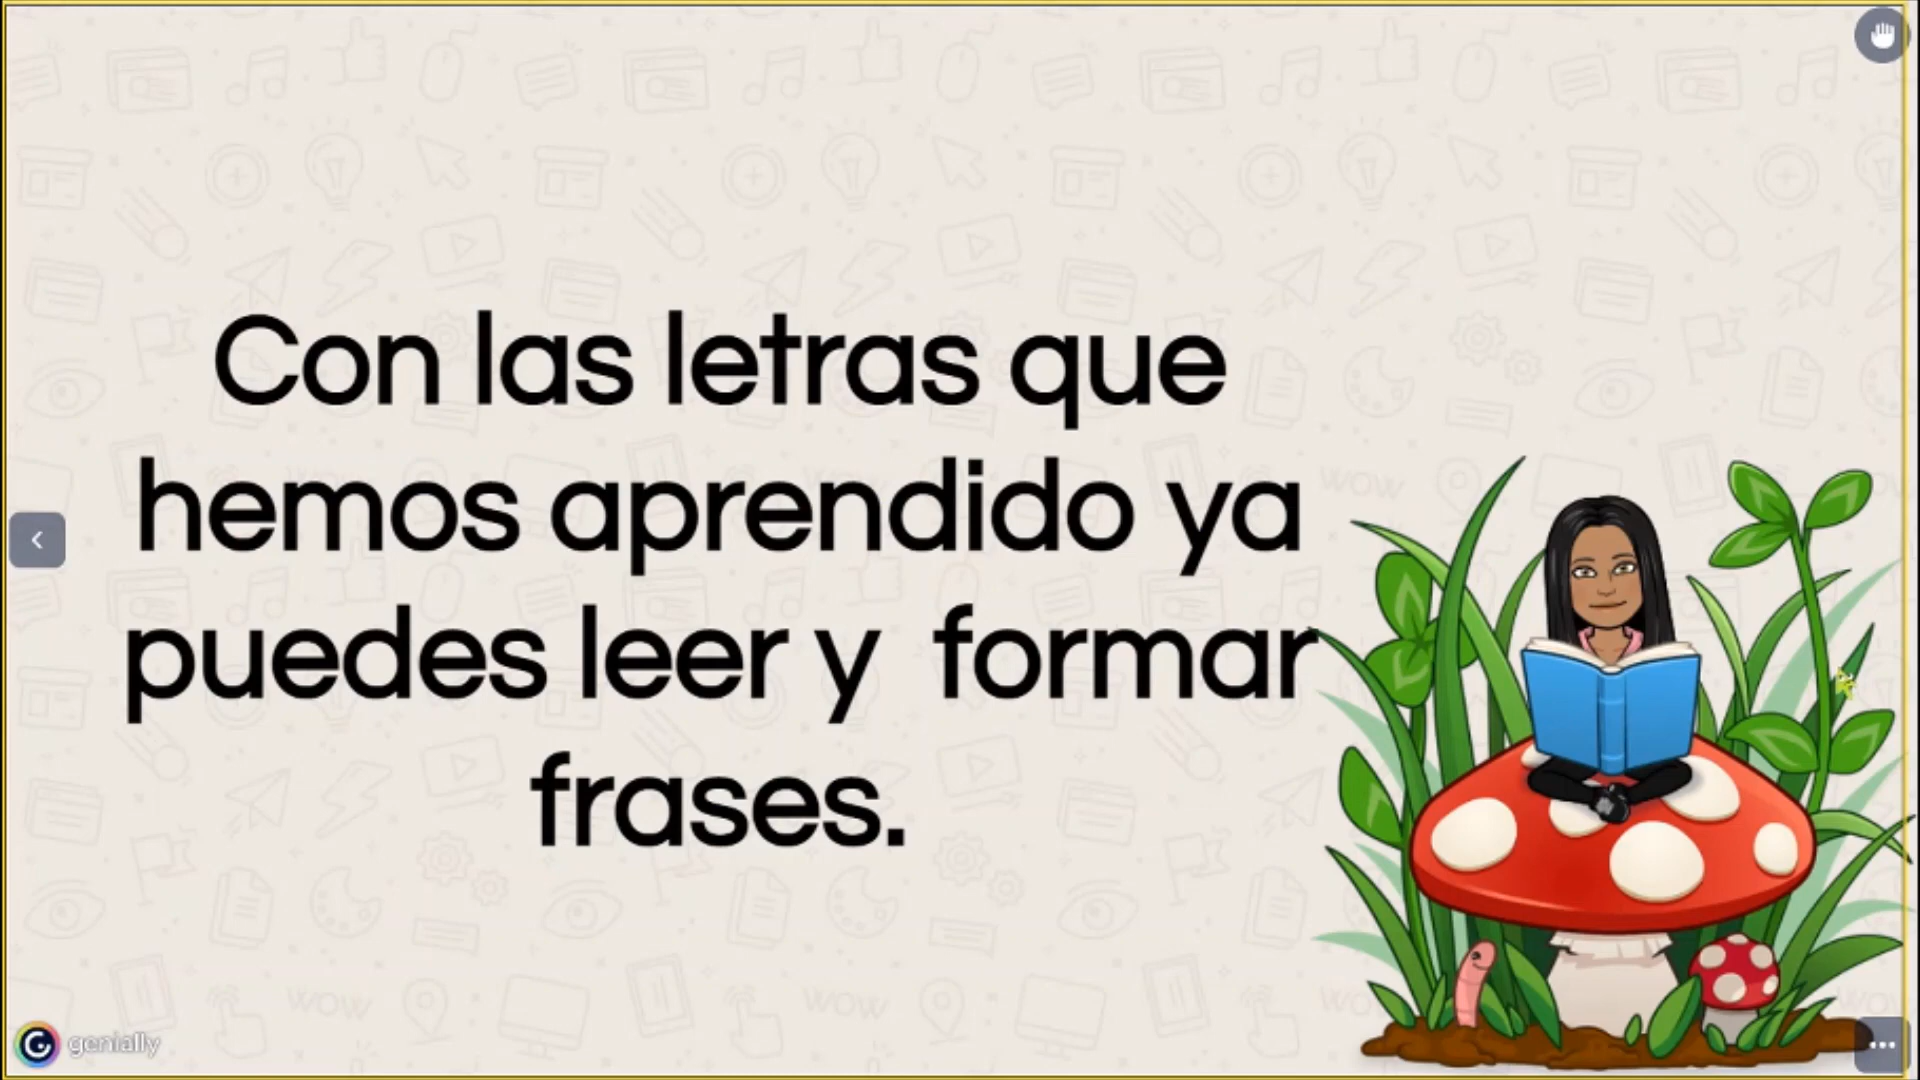 Con las letras que
hemos aprendido ya
puedes leer y formar
frases.
genially